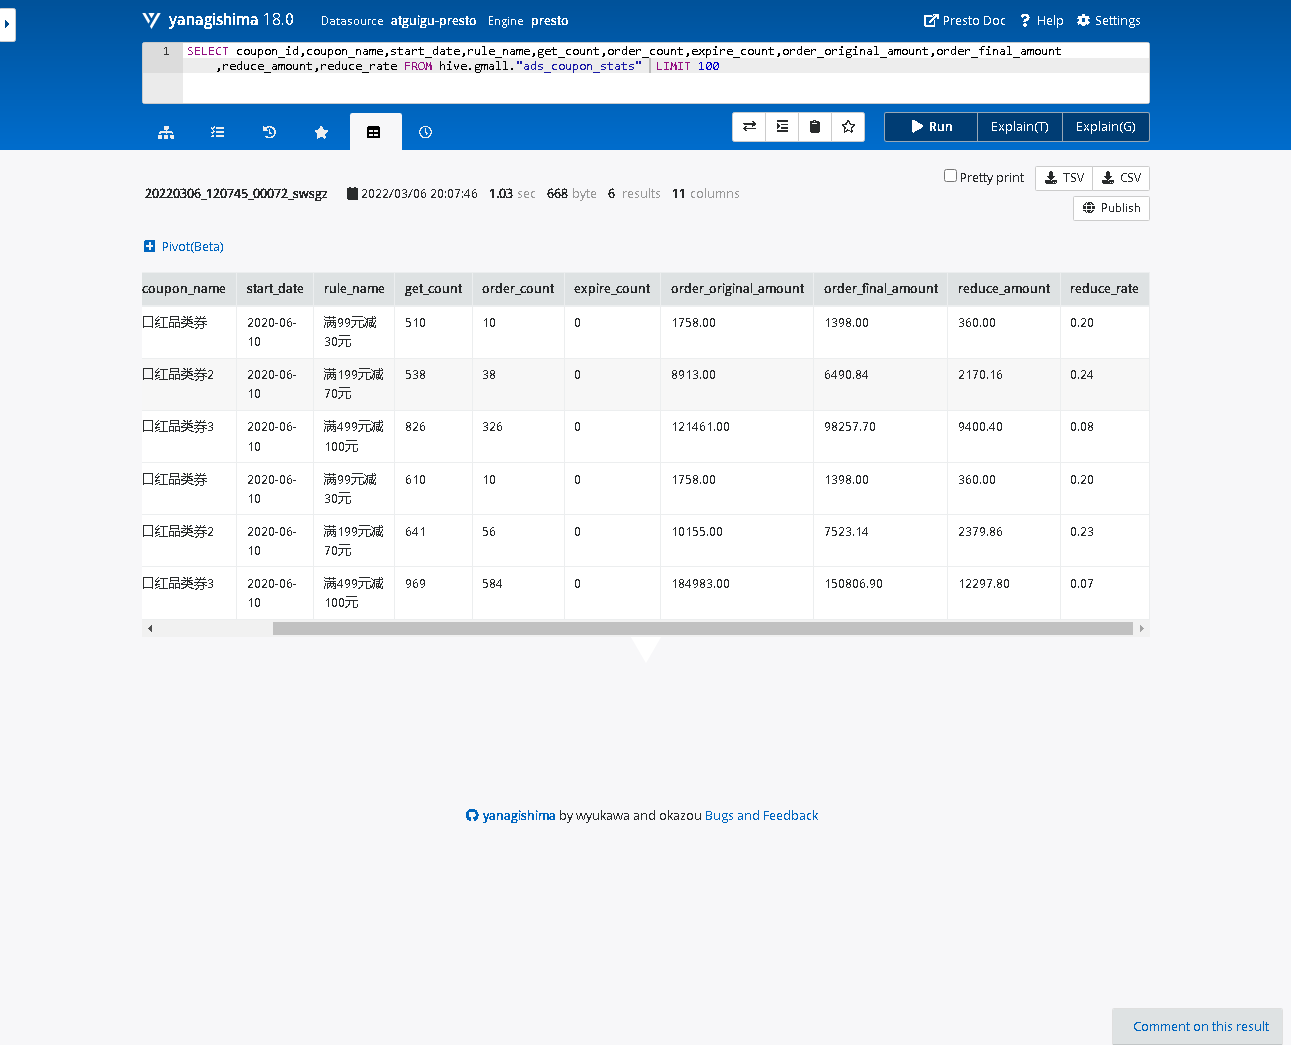 yanagishima 18.0 Datasource atguigu-presto Engine presto Presto Doc Help Settings
1 SELECT coupon_id,coupon_name,start_date,rule_name,get_count,order_count,expire_count,order_original_amount,order_final_amount
,reduce_amount,reduce_rate FROM hive.gmall."ads_coupon_stats" LIMIT 100
Run Explain(T) Explain(G)
Pretty print TSV CSV
20220306_120745_00072_swsgz 2022/03/06 20:07:46 1.03 sec 668 byte 6 results 11 columns
Publish
Pivot(Beta)
coupon_name start_date rule_name get_count order_count expire_count order_original_amount order_final_amount reduce_amount reduce_rate
口红品类券 2020-06- 满99元减 510 10 0 1758.00 1398.00 360.00 0.20
10 30元
口红品类券2 2020-06- 满199元减 538 38 0 8913.00 6490.84 2170.16 0.24
10 70元
口红品类券3 2020-06- 满499元减 826 326 0 121461.00 98257.70 9400.40 0.08
10 100元
口红品类券 2020-06- 满99元减 610 10 0 1758.00 1398.00 360.00 0.20
10 30元
口红品类券2 2020-06- 满199元减 641 56 0 10155.00 7523.14 2379.86 0.23
10 70元
口红品类券3 2020-06- 满499元减 969 584 0 184983.00 150806.90 12297.80 0.07
10 100元
yanagishima by wyukawa and okazou Bugs and Feedback
Comment on this result